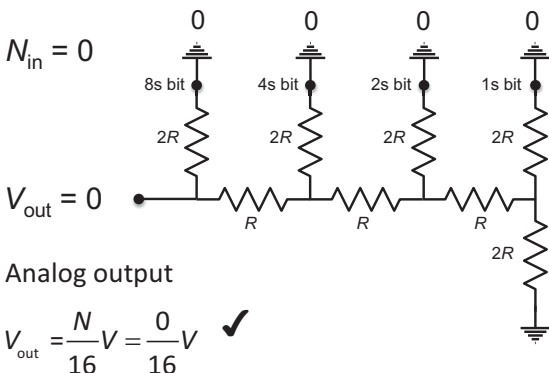 0 0 0 0
N_in = 0
8s bit 4s bit 2s bit 1s bit
2R 2R 2R 2R
V_out = 0
R R R
2R
Analog output
V_out = N/16 V = 0/16 V ✓